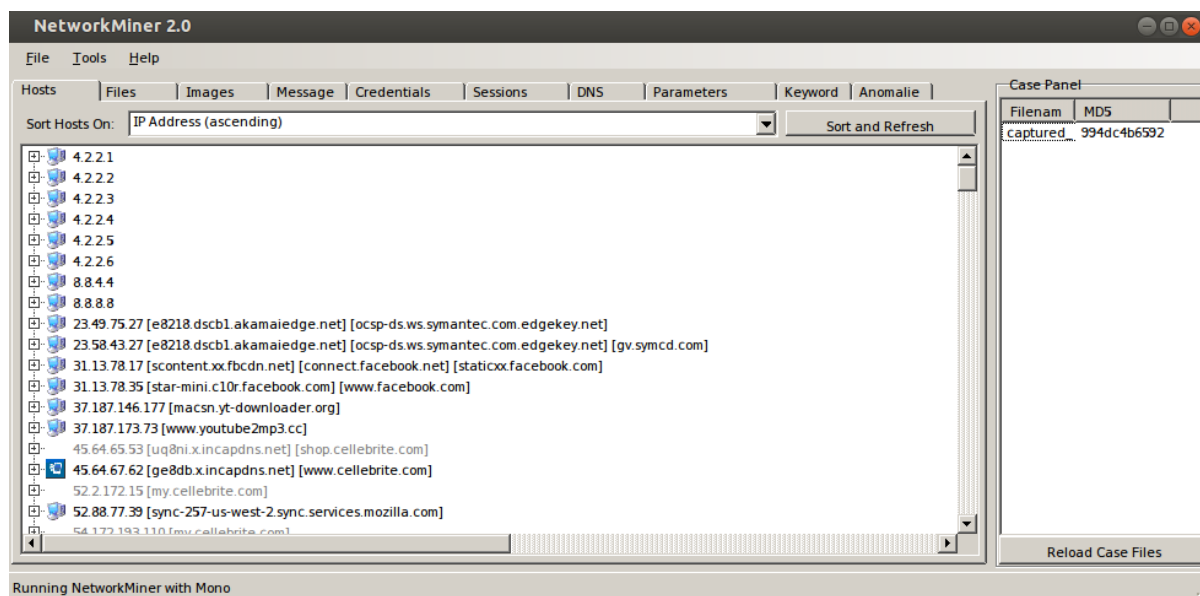 NetworkMiner 2.0
File Tools Help
Hosts Files Images Message Credentials Sessions DNS Parameters Keyword Anomalie
Sort Hosts On: IP Address (ascending) Sort and Refresh
4.2.2.1
4.2.2.2
4.2.2.3
4.2.2.4
4.2.2.5
4.2.2.6
8.8.4.4
8.8.8.8
23.49.75.27 [e8218.dscb1.akamaiedge.net] [ocsp-ds.ws.symantec.com.edgekey.net]
23.58.43.27 [e8218.dscb1.akamaiedge.net] [ocsp-ds.ws.symantec.com.edgekey.net] [gv.symcd.com]
31.13.78.17 [scontent.xx.fbcdn.net] [connect.facebook.net] [staticxx.facebook.com]
31.13.78.35 [star-mini.c10r.facebook.com] [www.facebook.com]
37.187.146.177 [macsn.yt-downloader.org]
37.187.173.73 [www.youtube2mp3.cc]
45.64.65.53 [uq8ni.x.incapdns.net] [shop.cellebrite.com]
45.64.67.62 [ge8db.x.incapdns.net] [www.cellebrite.com]
52.2.172.15 [my.cellebrite.com]
52.88.77.39 [sync-257-us-west-2.sync.services.mozilla.com]
54.172.193.110 [my.cellebrite.com]
Case Panel
Filenam MD5
captured_ 994dc4b6592
Reload Case Files
Running NetworkMiner with Mono